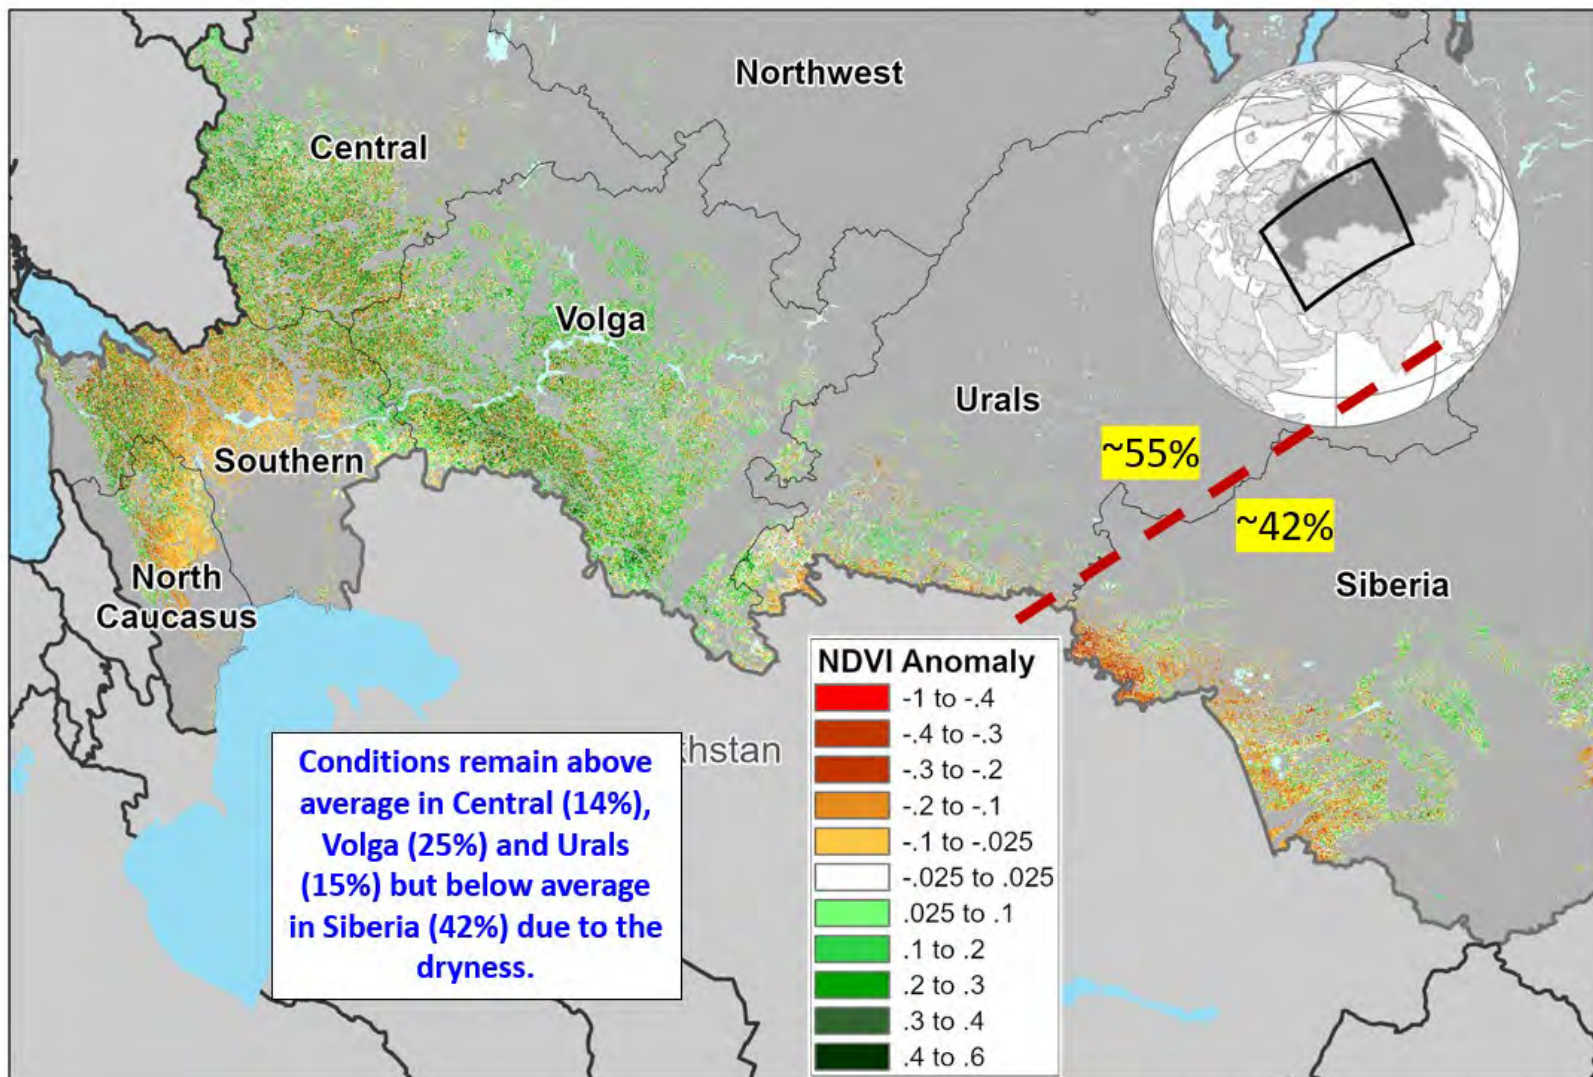 Northwest
Central
Volga
Urals
~55%
Southern
~42%
North
Caucasus
Siberia
NDVI Anomaly
-1 to -.4
-.4 to -.3
-.3 to -.2
-.2 to -.1
-.1 to -.025
-.025 to .025
.025 to .1
.1 to .2
.2 to .3
.3 to .4
.4 to .6
khstan
Conditions remain above
average in Central (14%),
Volga (25%) and Urals
(15%) but below average
in Siberia (42%) due to the
dryness.